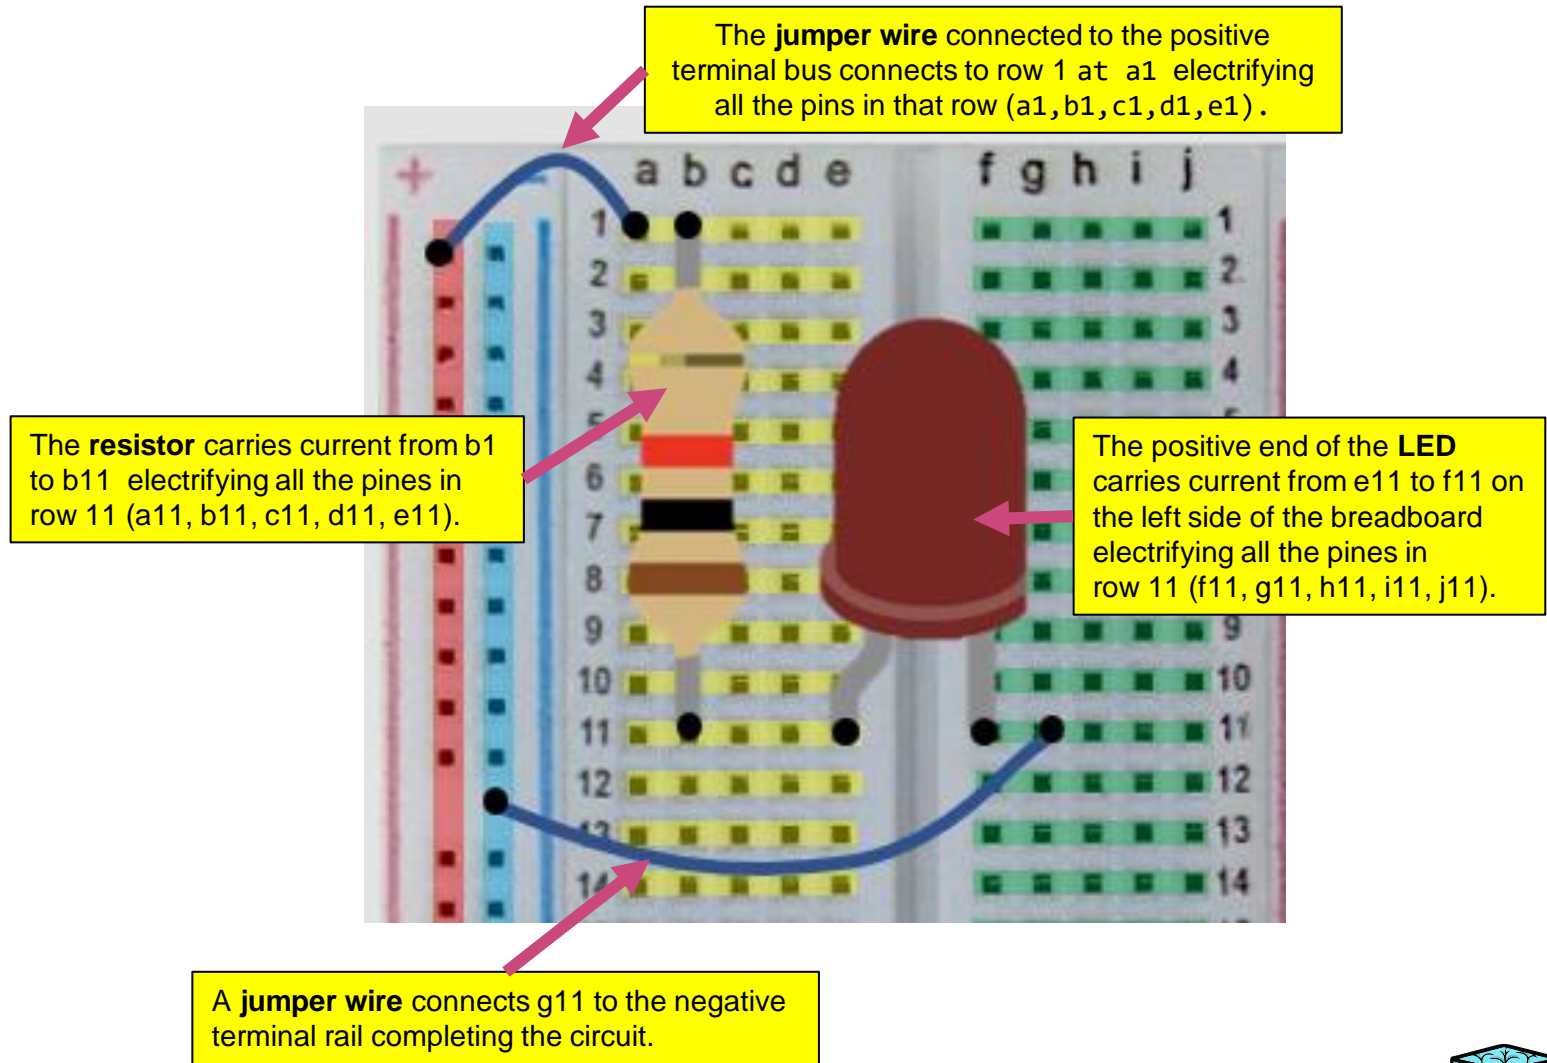 The jumper wire connected to the positive
terminal bus connects to row 1 at a1 electrifying
all the pins in that row (a1,b1,c1,d1,e1).
+ −
a b c d e f g h i j
1 1
2 2
3 3
4 4
5 5
6
7
8
9 9
10 10
11 11
12 12
13 13
14 14
The resistor carries current from b1
to b11 electrifying all the pines in
row 11 (a11, b11, c11, d11, e11).
The positive end of the LED
carries current from e11 to f11 on
the left side of the breadboard
electrifying all the pines in
row 11 (f11, g11, h11, i11, j11).
A jumper wire connects g11 to the negative
terminal rail completing the circuit.